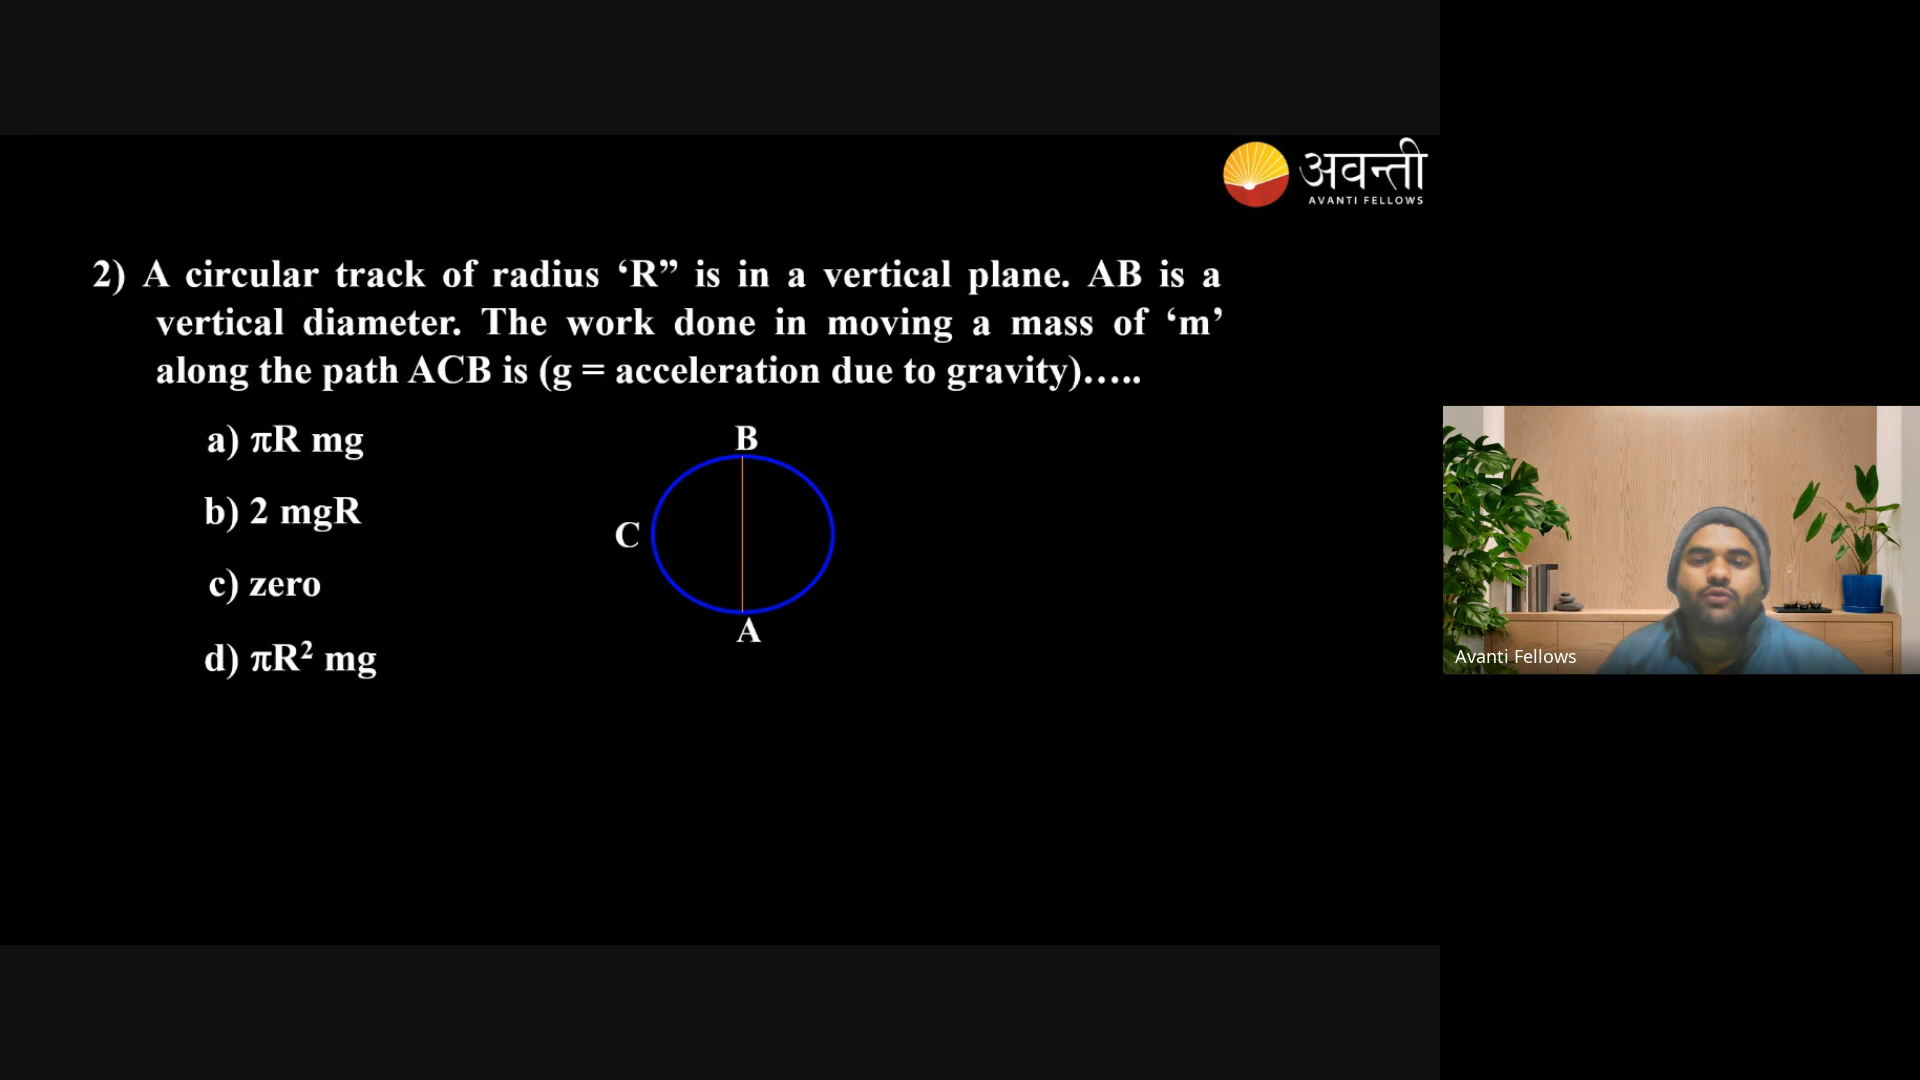 अवन्ती
AVANTI FELLOWS
2) A circular track of radius ‘R” is in a vertical plane. AB is a
vertical diameter. The work done in moving a mass of ‘m’
along the path ACB is (g = acceleration due to gravity)…..
a) πR mg
b) 2 mgR
c) zero
d) πR² mg
B
C
A
Avanti Fellows